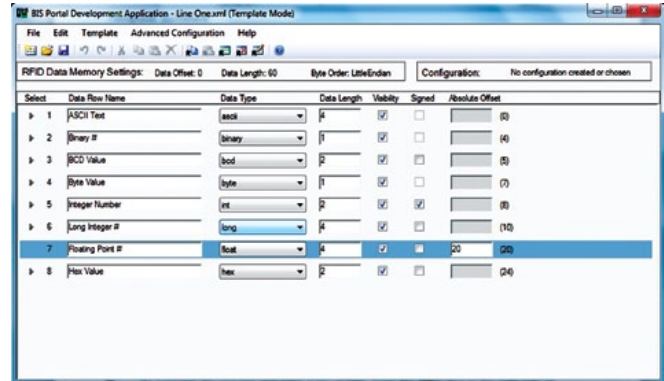 BIS Portal Development Application - Line One.xml (Template Mode)
File Edit Template Advanced Configuration Help
RFID Data Memory Settings: Data Offset: 0 Data Length: 60 Byte Order: LittleEndian Configuration: No configuration created or chosen
Select Data Row Name Data Type Data Length Visibility Signed Absolute Offset
1 ASCII Text ascii 4 (0)
2 Binary # binary 1 (4)
3 BCD Value bcd 2 (5)
4 Byte Value byte 1 (7)
5 Integer Number int 2 (8)
6 Long Integer # long 4 (10)
7 Floating Point # float 4 20 (20)
8 Hex Value hex 2 (24)